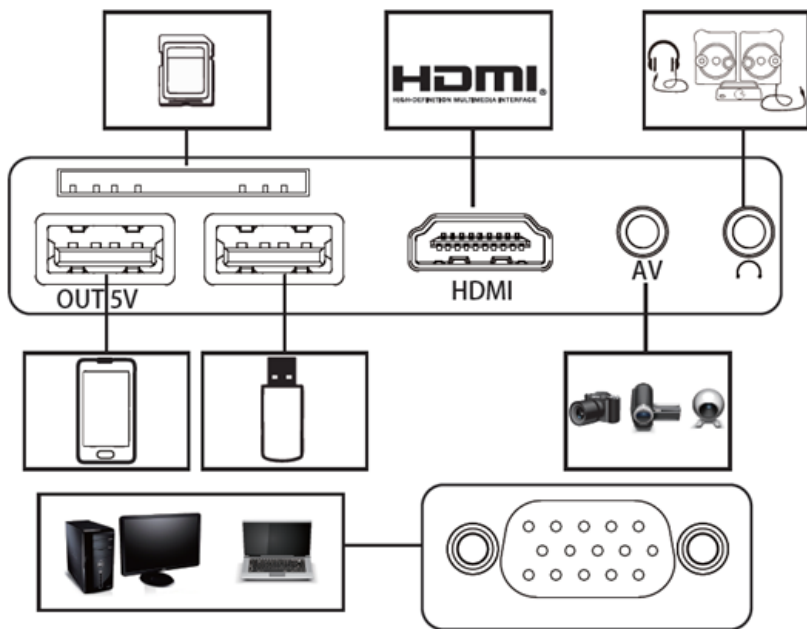 HDMI®
HIGH-DEFINITION MULTIMEDIA INTERFACE
OUT 5V
HDMI
AV